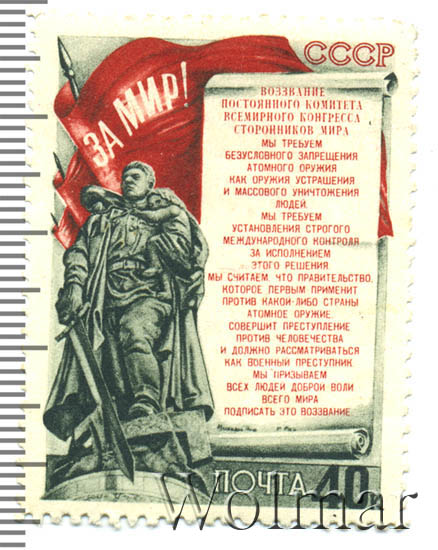 СССР
ЗА МИР!
ВОЗЗВАНИЕ
ПОСТОЯННОГО КОМИТЕТА
ВСЕМИРНОГО КОНГРЕССА
СТОРОННИКОВ МИРА
МЫ ТРЕБУЕМ
БЕЗУСЛОВНОГО ЗАПРЕЩЕНИЯ
АТОМНОГО ОРУЖИЯ
КАК ОРУЖИЯ УСТРАШЕНИЯ
И МАССОВОГО УНИЧТОЖЕНИЯ
ЛЮДЕЙ.
МЫ ТРЕБУЕМ
УСТАНОВЛЕНИЯ СТРОГОГО
МЕЖДУНАРОДНОГО КОНТРОЛЯ
ЗА ИСПОЛНЕНИЕМ
ЭТОГО РЕШЕНИЯ
МЫ СЧИТАЕМ, ЧТО ПРАВИТЕЛЬСТВО,
КОТОРОЕ ПЕРВЫМ ПРИМЕНИТ
ПРОТИВ КАКОЙ-ЛИБО СТРАНЫ
АТОМНОЕ ОРУЖИЕ,
СОВЕРШИТ ПРЕСТУПЛЕНИЕ
ПРОТИВ ЧЕЛОВЕЧЕСТВА
И ДОЛЖНО РАССМАТРИВАТЬСЯ
КАК ВОЕННЫЙ ПРЕСТУПНИК
МЫ ПРИЗЫВАЕМ
ВСЕХ ЛЮДЕЙ ДОБРОЙ ВОЛИ
ВСЕГО МИРА
ПОДПИСАТЬ ЭТО ВОЗЗВАНИЕ
ПОЧТА 40
Wolmar